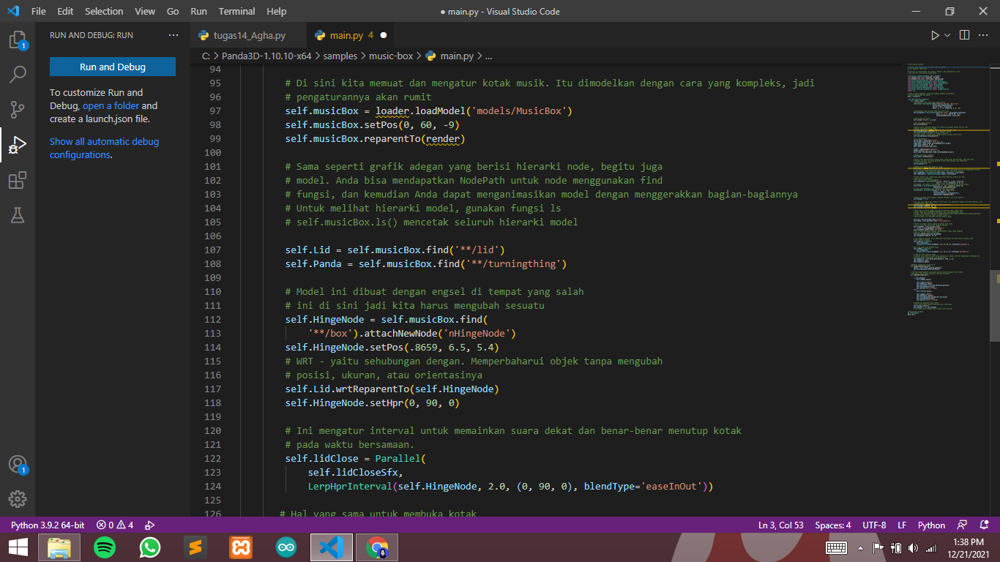 File Edit Selection View Go Run Terminal Help
● main.py - Visual Studio Code
RUN AND DEBUG: RUN ···
tugas14_Agha.py
main.py 4 ●
C: > Panda3D-1.10.10-x64 > samples > music-box > main.py > ...
Run and Debug
To customize Run and
Debug, open a folder and
create a launch.json file.
Show all automatic debug
configurations.
1
1
94
95 # Di sini kita memuat dan mengatur kotak musik. Itu dimodelkan dengan cara yang kompleks, jadi
96 # pengaturannya akan rumit
97 self.musicBox = loader.loadModel('models/MusicBox')
98 self.musicBox.setPos(0, 60, -9)
99 self.musicBox.reparentTo(render)
100
101 # Sama seperti grafik adegan yang berisi hierarki node, begitu juga
102 # model. Anda bisa mendapatkan NodePath untuk node menggunakan find
103 # fungsi, dan kemudian Anda dapat menganimasikan model dengan menggerakkan bagian-bagiannya
104 # Untuk melihat hierarki model, gunakan fungsi ls
105 # self.musicBox.ls() mencetak seluruh hierarki model
106
107 self.Lid = self.musicBox.find('**/lid')
108 self.Panda = self.musicBox.find('**/turningthing')
109
110 # Model ini dibuat dengan engsel di tempat yang salah
111 # ini di sini jadi kita harus mengubah sesuatu
112 self.HingeNode = self.musicBox.find(
113 '**/box').attachNewNode('nHingeNode')
114 self.HingeNode.setPos(.8659, 6.5, 5.4)
115 # WRT - yaitu sehubungan dengan. Memperbaharui objek tanpa mengubah
116 # posisi, ukuran, atau orientasinya
117 self.Lid.wrtReparentTo(self.HingeNode)
118 self.HingeNode.setHpr(0, 90, 0)
119
120 # Ini mengatur interval untuk memainkan suara dekat dan benar-benar menutup kotak
121 # pada waktu bersamaan.
122 self.lidClose = Parallel(
123 self.lidCloseSfx,
124 LerpHprInterval(self.HingeNode, 2.0, (0, 90, 0), blendType='easeInOut'))
125
126 # Hal yang sama untuk membuka kotak
Python 3.9.2 64-bit 0 4
Ln 3, Col 53 Spaces: 4 UTF-8 LF Python
1:38 PM
12/21/2021